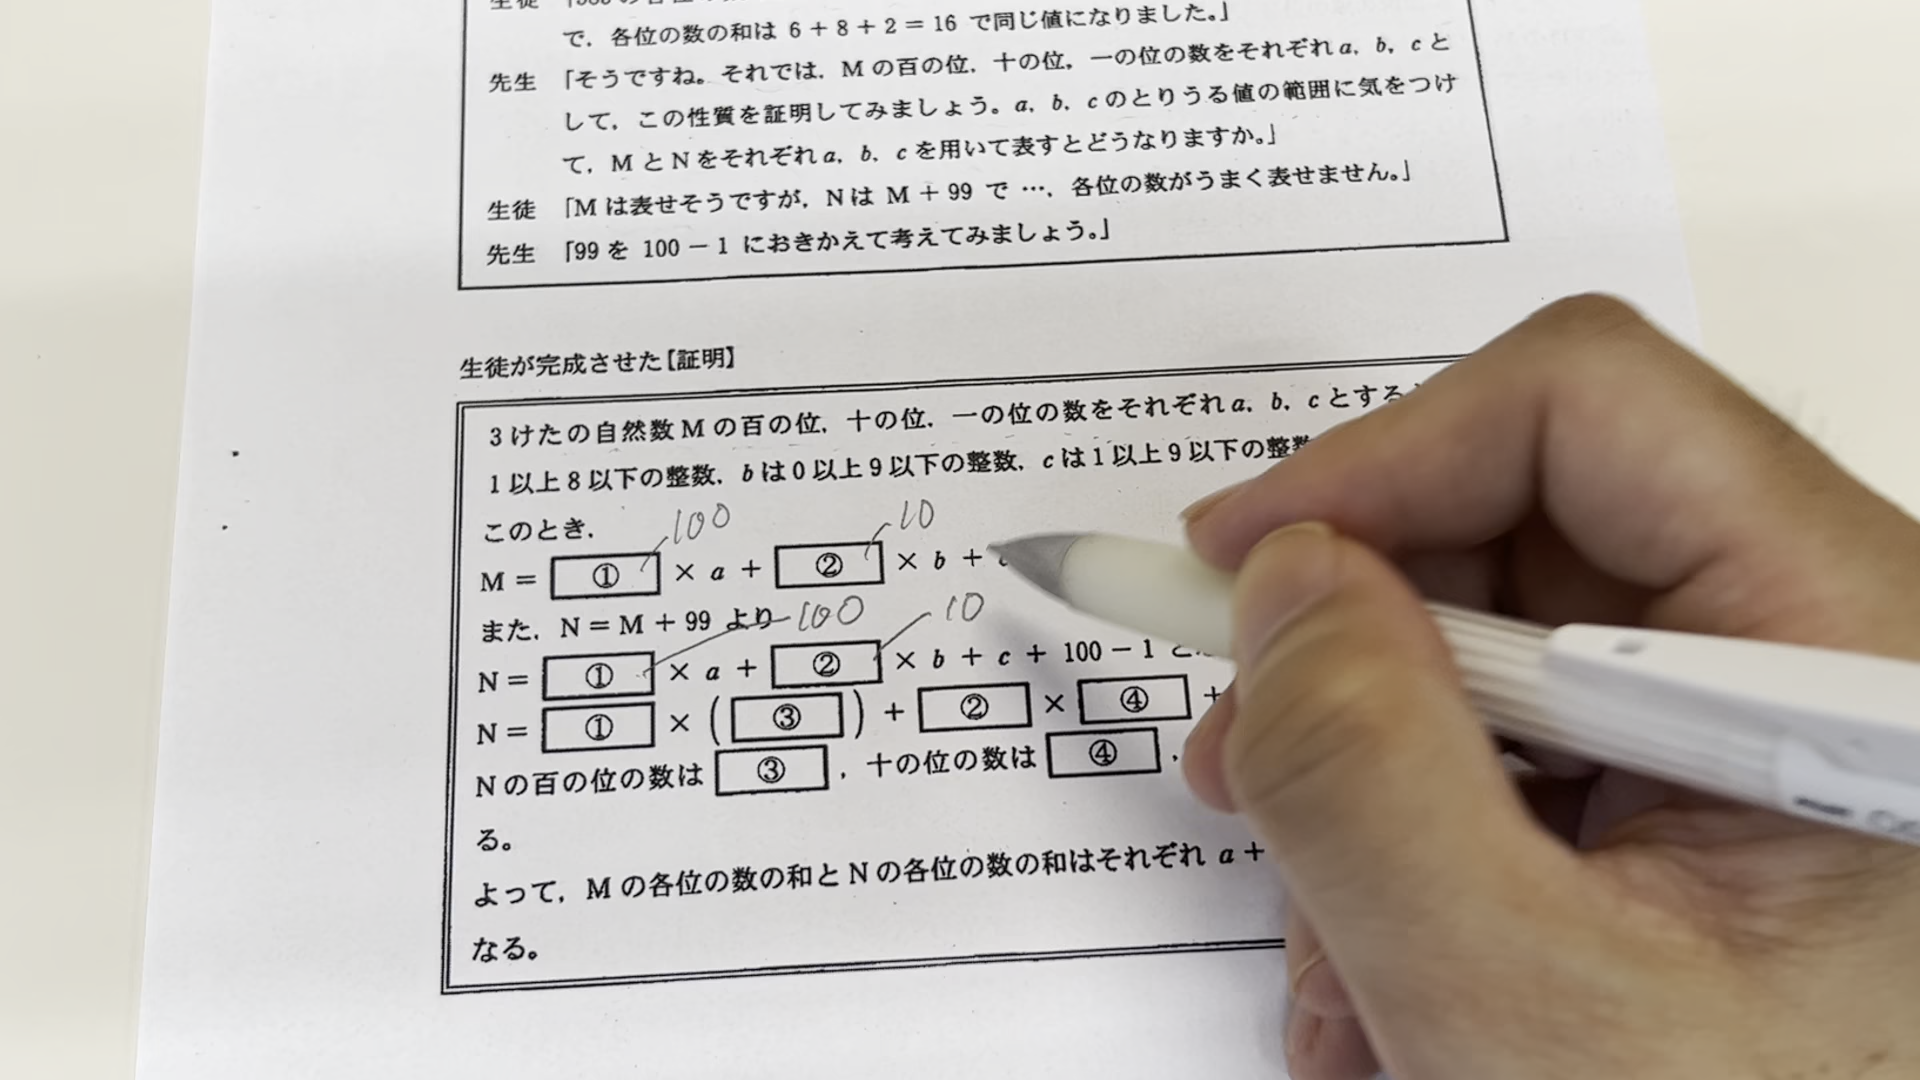 生徒
で，各位の数の和は 6 + 8 + 2 = 16 で同じ値になりました。」
先生 「そうですね。それでは，M の百の位，十の位，一の位の数をそれぞれ a，b，c と
して，この性質を証明してみましょう。a，b，c のとりうる値の範囲に気をつけ
て，M と N をそれぞれ a，b，c を用いて表すとどうなりますか。」
生徒 「M は表せそうですが，N は M + 99 で …，各位の数がうまく表せません。」
先生 「99 を 100 − 1 におきかえて考えてみましょう。」
生徒が完成させた【証明】
3 けたの自然数 M の百の位，十の位，一の位の数をそれぞれ a，b，c とする
1 以上 8 以下の整数，b は 0 以上 9 以下の整数，c は 1 以上 9 以下の整数
このとき，
100 10
M = ① × a + ② × b +
また，N = M + 99 より
100 10
N = ① × a + ② × b + c + 100 − 1 と
N = ① × ( ③ ) + ② × ④ +
N の百の位の数は ③ ，十の位の数は ④ ，
る。
よって，M の各位の数の和と N の各位の数の和はそれぞれ a +
なる。